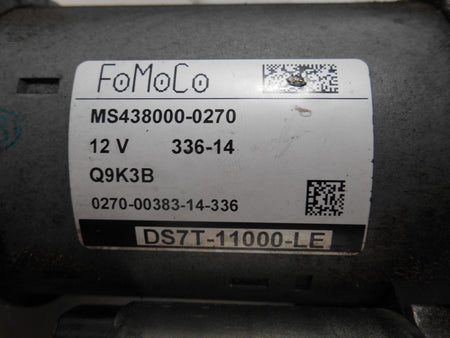 FoMoCo
MS438000-0270
12 V 336-14
Q9K3B
0270-00383-14-336
DS7T-11000-LE